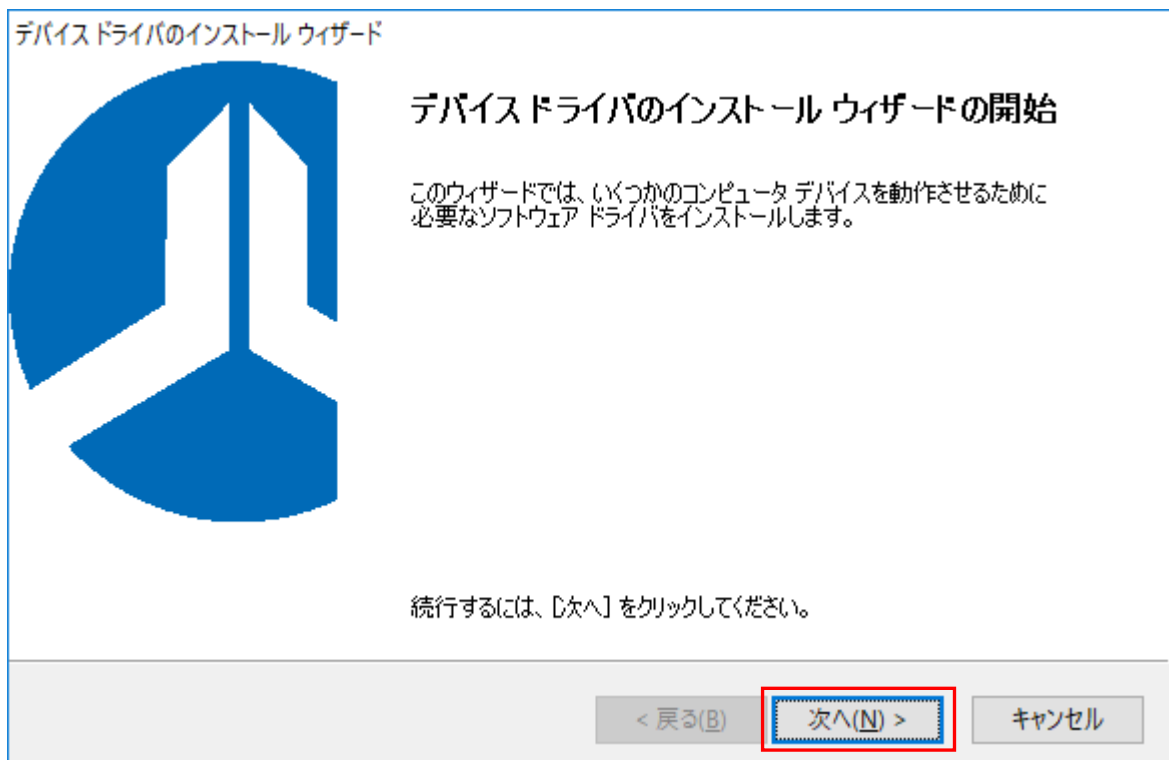 デバイス ドライバのインストール ウィザード
デバイス ドライバのインストール ウィザードの開始
このウィザードでは、いくつかのコンピュータ デバイスを動作させるために
必要なソフトウェア ドライバをインストールします。
続行するには、[次へ] をクリックしてください。
< 戻る(B) 次へ(N) > キャンセル